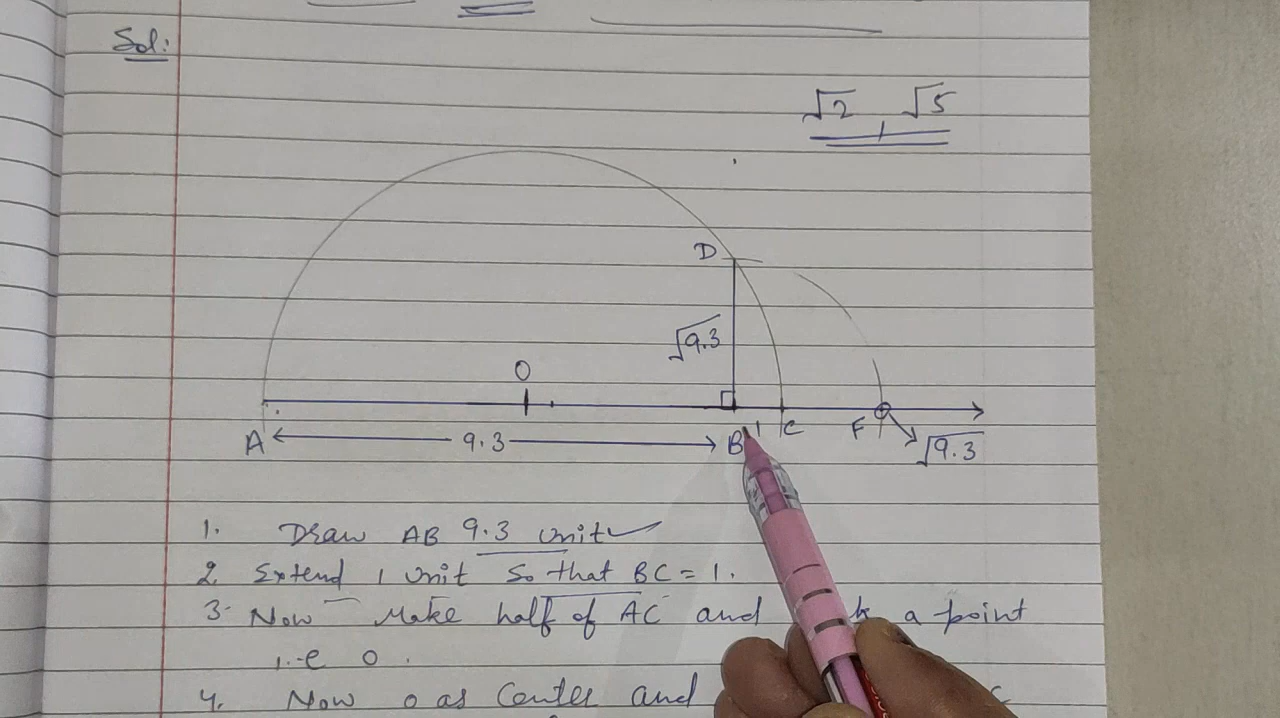 Sol:
√2 √5
D
√9.3
O
A 9.3 B 1 C F √9.3
1. Draw AB 9.3 unit
2. Extend 1 unit so that BC = 1.
3. Now Make half of AC and a point
i.e O.
4. Now O as Center and